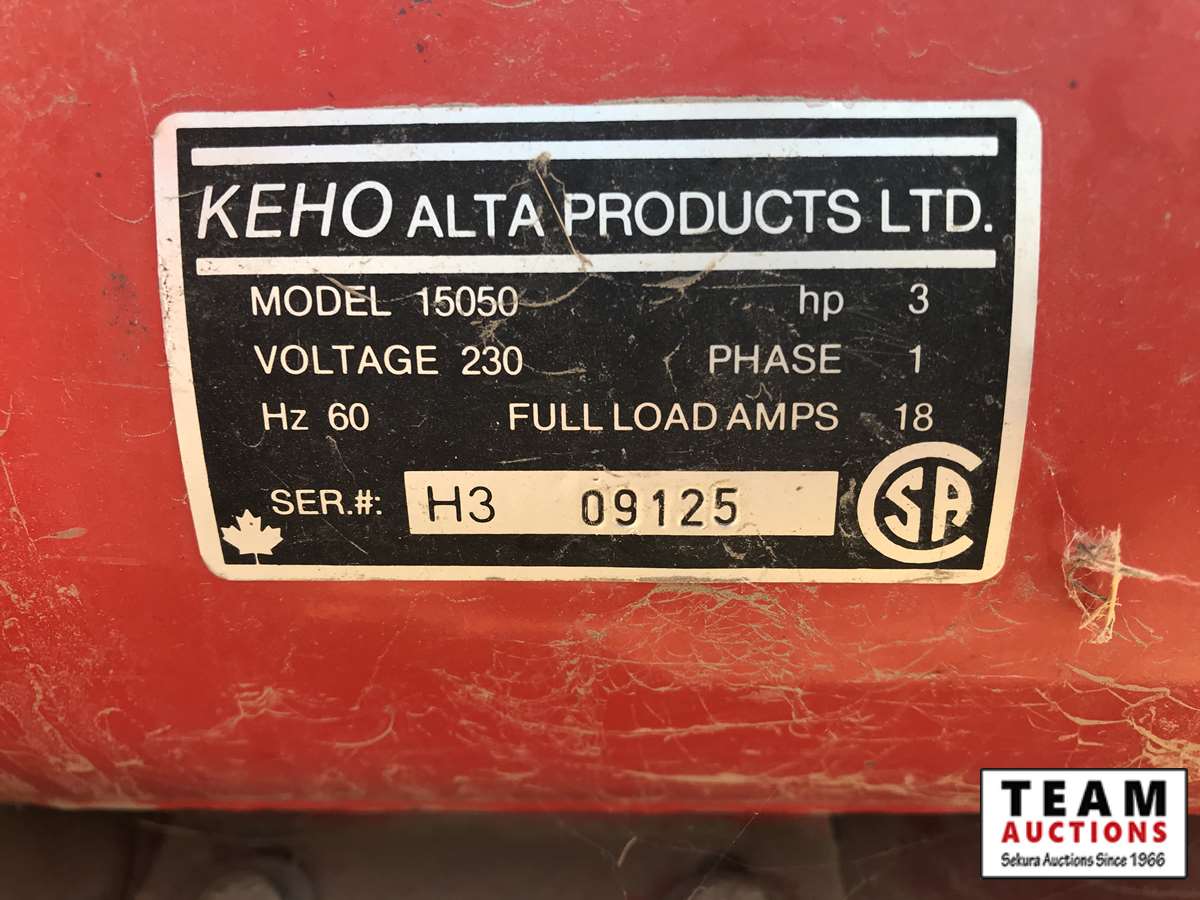 KEHO ALTA PRODUCTS LTD.
MODEL 15050 hp 3
VOLTAGE 230 PHASE 1
Hz 60 FULL LOAD AMPS 18
SER.#: H3 09125
CSA
TEAM
AUCTIONS
Sekura Auctions Since 1966